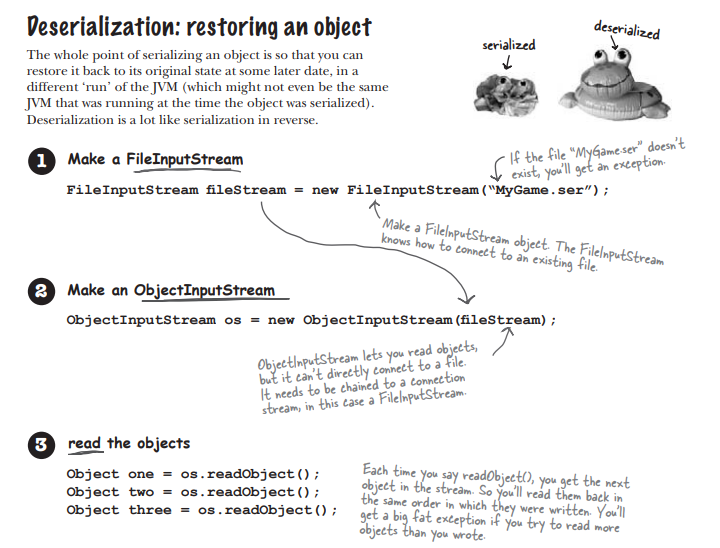 Deserialization: restoring an object
The whole point of serializing an object is so that you can
restore it back to its original state at some later date, in a
different ‘run’ of the JVM (which might not even be the same
JVM that was running at the time the object was serialized).
Deserialization is a lot like serialization in reverse.
serialized
deserialized
1 Make a FileInputStream
If the file “MyGame.ser” doesn’t
exist, you’ll get an exception.
FileInputStream fileStream = new FileInputStream(“MyGame.ser”);
Make a FileInputStream object. The FileInputStream
knows how to connect to an existing file.
2 Make an ObjectInputStream
ObjectInputStream os = new ObjectInputStream(fileStream);
ObjectInputStream lets you read objects,
but it can’t directly connect to a file.
It needs to be chained to a connection
stream, in this case a FileInputStream.
3 read the objects
Object one = os.readObject();
Object two = os.readObject();
Object three = os.readObject();
Each time you say readObject(), you get the next
object in the stream. So you’ll read them back in
the same order in which they were written. You’ll
get a big fat exception if you try to read more
objects than you wrote.